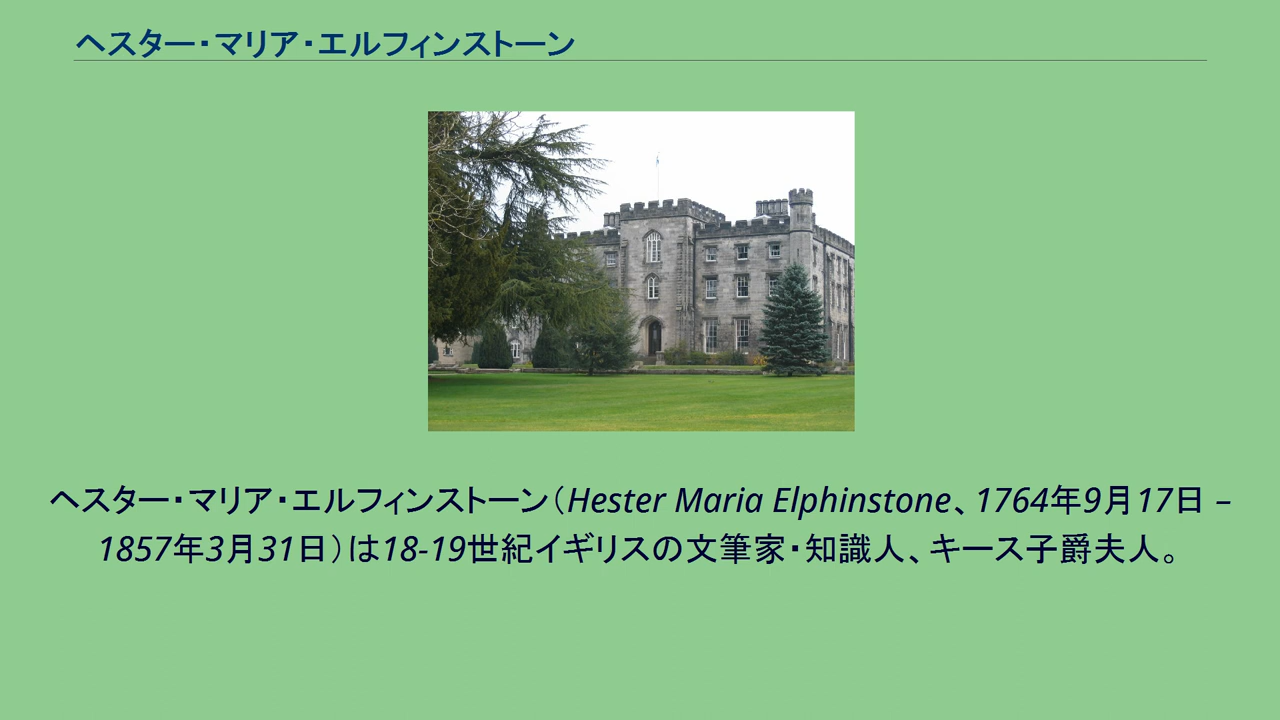 ヘスター・マリア・エルフィンストーン
ヘスター・マリア・エルフィンストーン（Hester Maria Elphinstone、1764年9月17日 –
1857年3月31日）は18-19世紀イギリスの文筆家・知識人、キース子爵夫人。